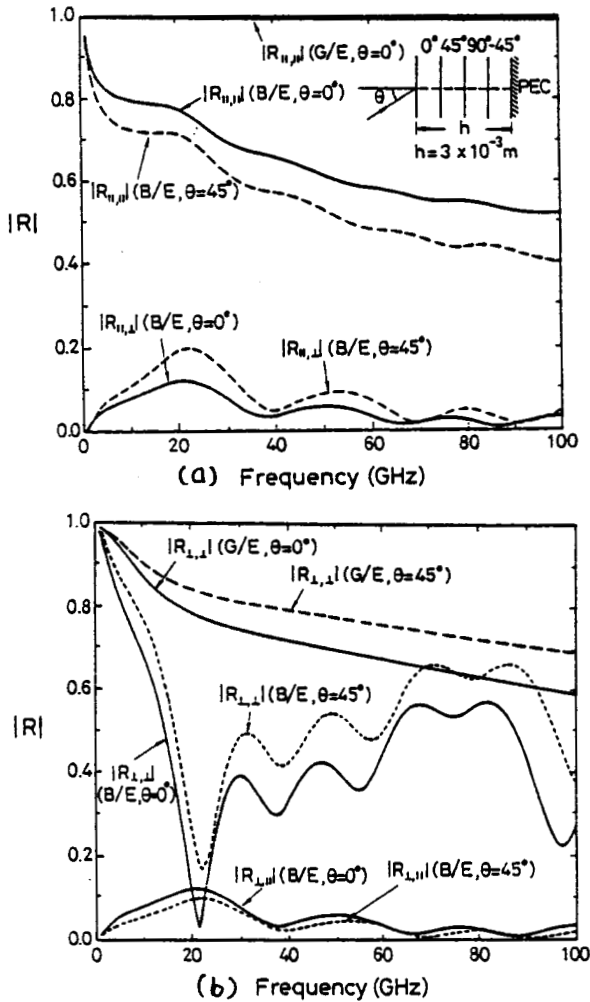 1.0
0.8
0.6
0.4
0.2
0.0
|R|
|R∥,∥| (G/E, θ=0°)
|R∥,∥| (B/E, θ=0°)
|R∥,∥| (B/E, θ=45°)
|R∥,⊥| (B/E, θ=0°)
|R∥,⊥| (B/E, θ=45°)
0° 45° 90° -45°
θ
PEC
h
h = 3 x 10⁻³m
0 20 40 60 80 100
(a) Frequency (GHz)
1.0
0.8
0.6
0.4
0.2
0.0
|R|
|R⊥,⊥| (G/E, θ=0°)
|R⊥,⊥| (G/E, θ=45°)
|R⊥,⊥| (B/E, θ=45°)
|R⊥,⊥|
(B/E, θ=0°)
|R⊥,∥| (B/E, θ=0°)
|R⊥,∥| (B/E, θ=45°)
0 20 40 60 80 100
(b) Frequency (GHz)